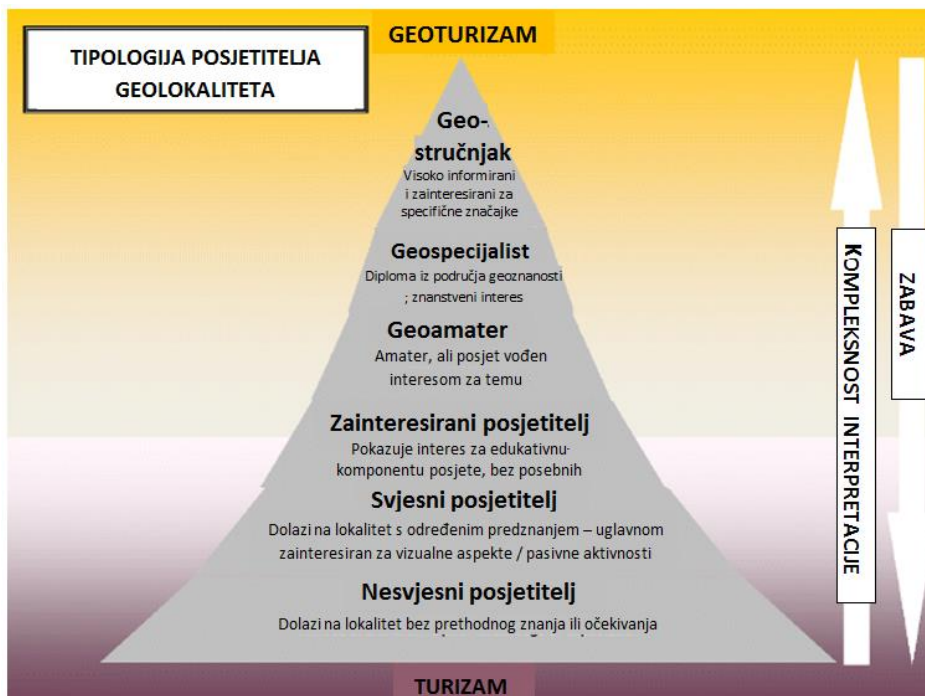 GEOTURIZAM
TIPOLOGIJA POSJETITELJA
GEOLOKALITETA
Geo-
stručnjak
Visoko informirani
i zainteresirani za
specifične značajke
Geospecijalist
Diploma iz područja geoznanosti
; znanstveni interes
Geoamater
Amater, ali posjet vođen
interesom za temu
Zainteresirani posjetitelj
Pokazuje interes za edukativnu-
komponentu posjete, bez posebnih
Svjesni posjetitelj
Dolazi na lokalitet s određenim predznanjem – uglavnom
zainteresiran za vizualne aspekte / pasivne aktivnosti
Nesvjesni posjetitelj
Dolazi na lokalitet bez prethodnog znanja ili očekivanja
TURIZAM
KOMPLEKSNOST INTERPRETACIJE
ZABAVA